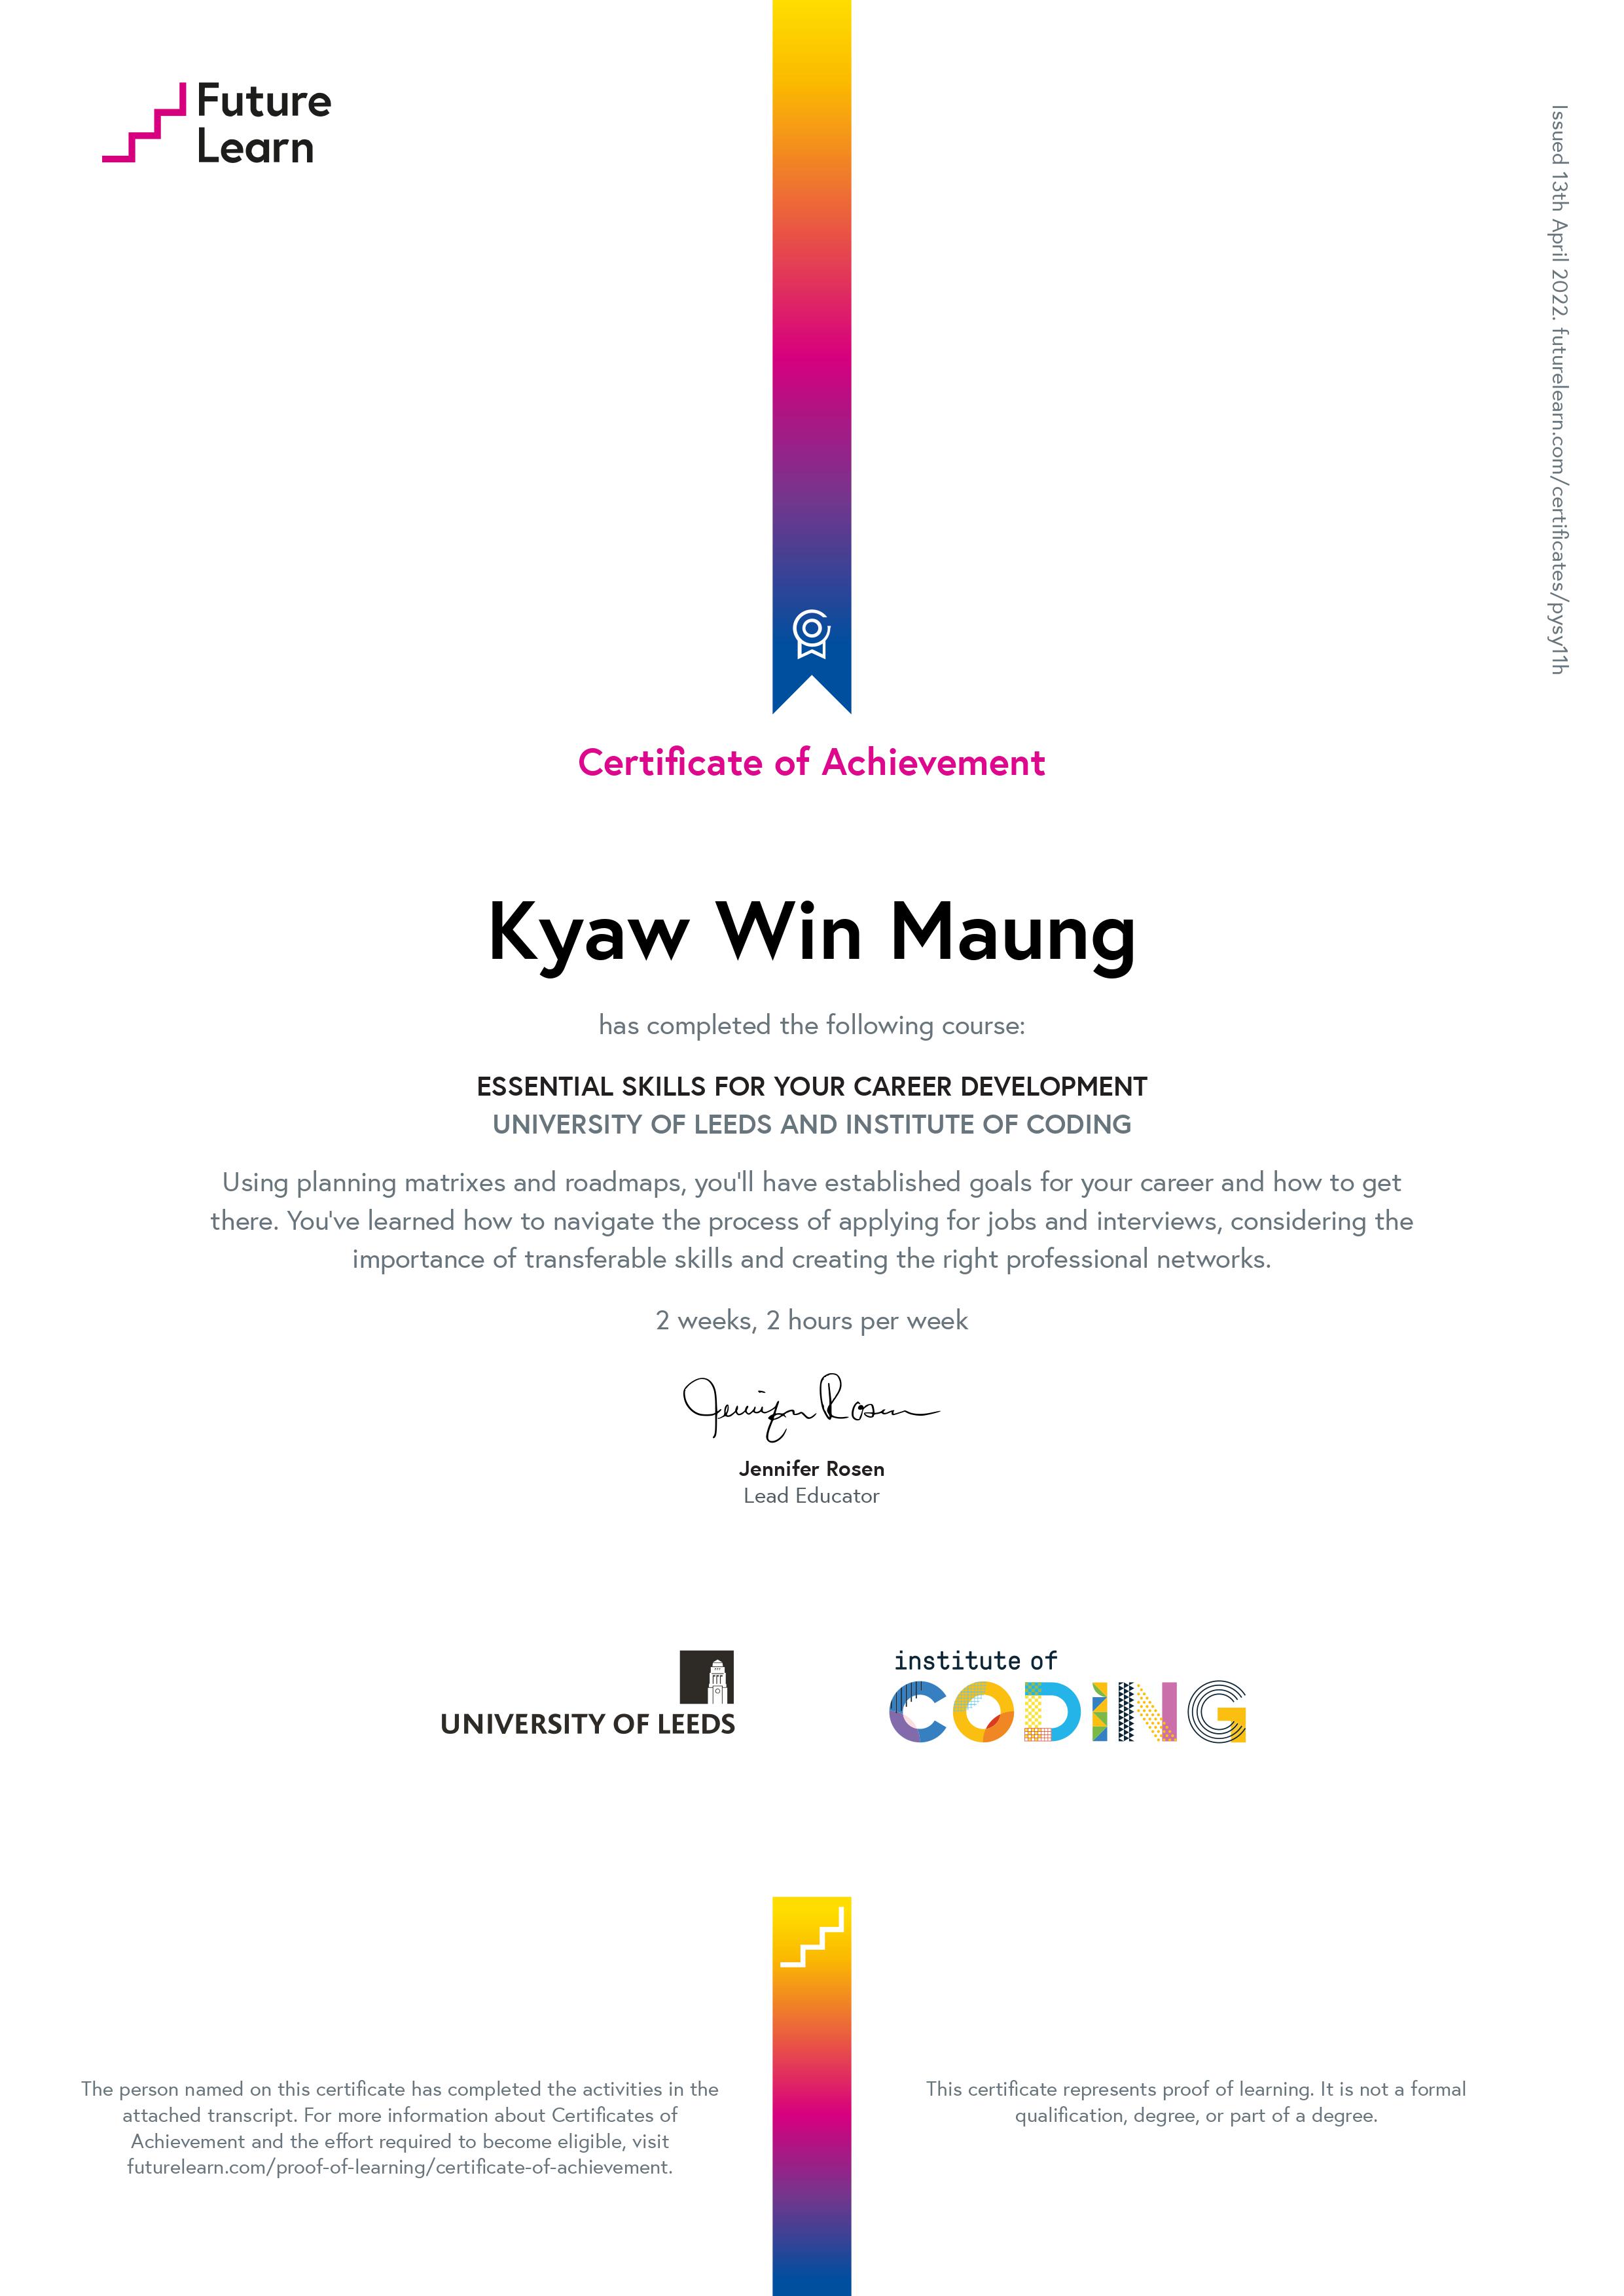 Future
Learn
Issued 13th April 2022. futurelearn.com/certificates/pysy11h
Certificate of Achievement
Kyaw Win Maung
has completed the following course:
ESSENTIAL SKILLS FOR YOUR CAREER DEVELOPMENT
UNIVERSITY OF LEEDS AND INSTITUTE OF CODING
Using planning matrixes and roadmaps, you'll have established goals for your career and how to get
there. You've learned how to navigate the process of applying for jobs and interviews, considering the
importance of transferable skills and creating the right professional networks.
2 weeks, 2 hours per week
Jennifer Rosen
Jennifer Rosen
Lead Educator
UNIVERSITY OF LEEDS
institute of
CODING
The person named on this certificate has completed the activities in the
attached transcript. For more information about Certificates of
Achievement and the effort required to become eligible, visit
futurelearn.com/proof-of-learning/certificate-of-achievement.
This certificate represents proof of learning. It is not a formal
qualification, degree, or part of a degree.